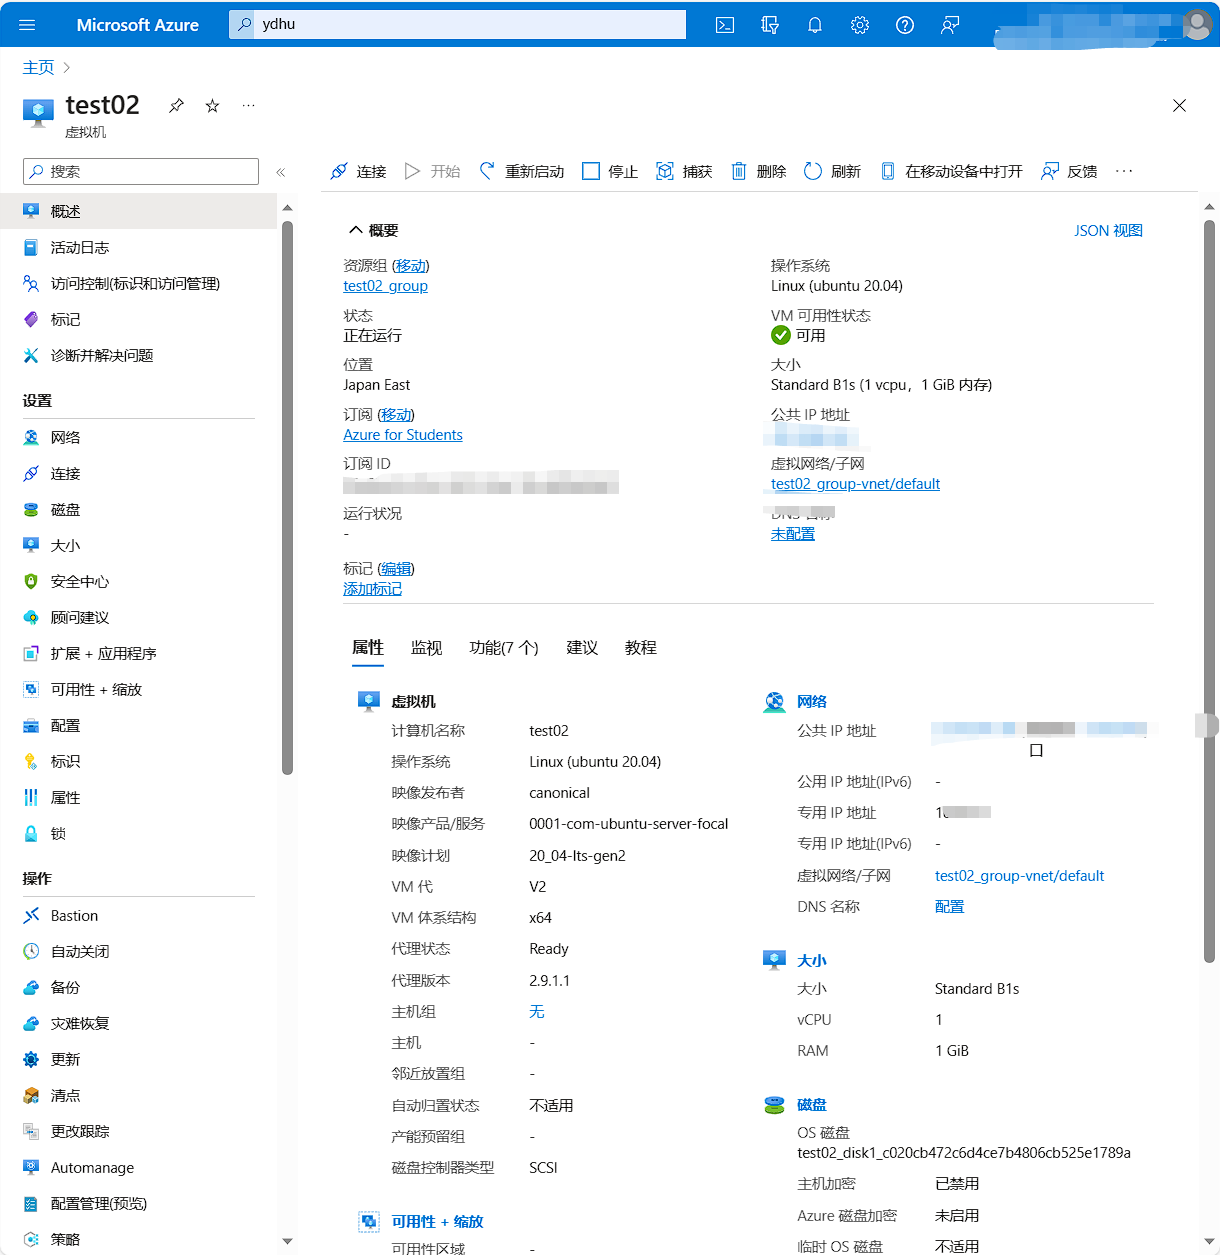 Microsoft Azure
ydhu
主页
test02
虚拟机
搜索
连接 开始 重新启动 停止 捕获 删除 刷新 在移动设备中打开 反馈
概述
活动日志
访问控制(标识和访问管理)
标记
诊断并解决问题
设置
网络
连接
磁盘
大小
安全中心
顾问建议
扩展 + 应用程序
可用性 + 缩放
配置
标识
属性
锁
操作
Bastion
自动关闭
备份
灾难恢复
更新
清点
更改跟踪
Automanage
配置管理(预览)
策略
概要
JSON 视图
资源组 (移动)
test02_group
状态
正在运行
位置
Japan East
订阅 (移动)
Azure for Students
订阅 ID
运行状况
-
标记 (编辑)
添加标记
操作系统
Linux (ubuntu 20.04)
VM 可用性状态
可用
大小
Standard B1s (1 vcpu，1 GiB 内存)
公共 IP 地址
虚拟网络/子网
test02_group-vnet/default
DNS 名称
未配置
属性 监视 功能(7 个) 建议 教程
虚拟机
计算机名称 test02
操作系统 Linux (ubuntu 20.04)
映像发布者 canonical
映像产品/服务 0001-com-ubuntu-server-focal
映像计划 20_04-lts-gen2
VM 代 V2
VM 体系结构 x64
代理状态 Ready
代理版本 2.9.1.1
主机组 无
主机 -
邻近放置组 -
自动归置状态 不适用
产能预留组 -
磁盘控制器类型 SCSI
可用性 + 缩放
可用性区域 -
网络
公共 IP 地址
公用 IP 地址(IPv6) -
专用 IP 地址 1
专用 IP 地址(IPv6) -
虚拟网络/子网 test02_group-vnet/default
DNS 名称 配置
大小
大小 Standard B1s
vCPU 1
RAM 1 GiB
磁盘
OS 磁盘
test02_disk1_c020cb472c6d4ce7b4806cb525e1789a
主机加密 已禁用
Azure 磁盘加密 未启用
临时 OS 磁盘 不适用